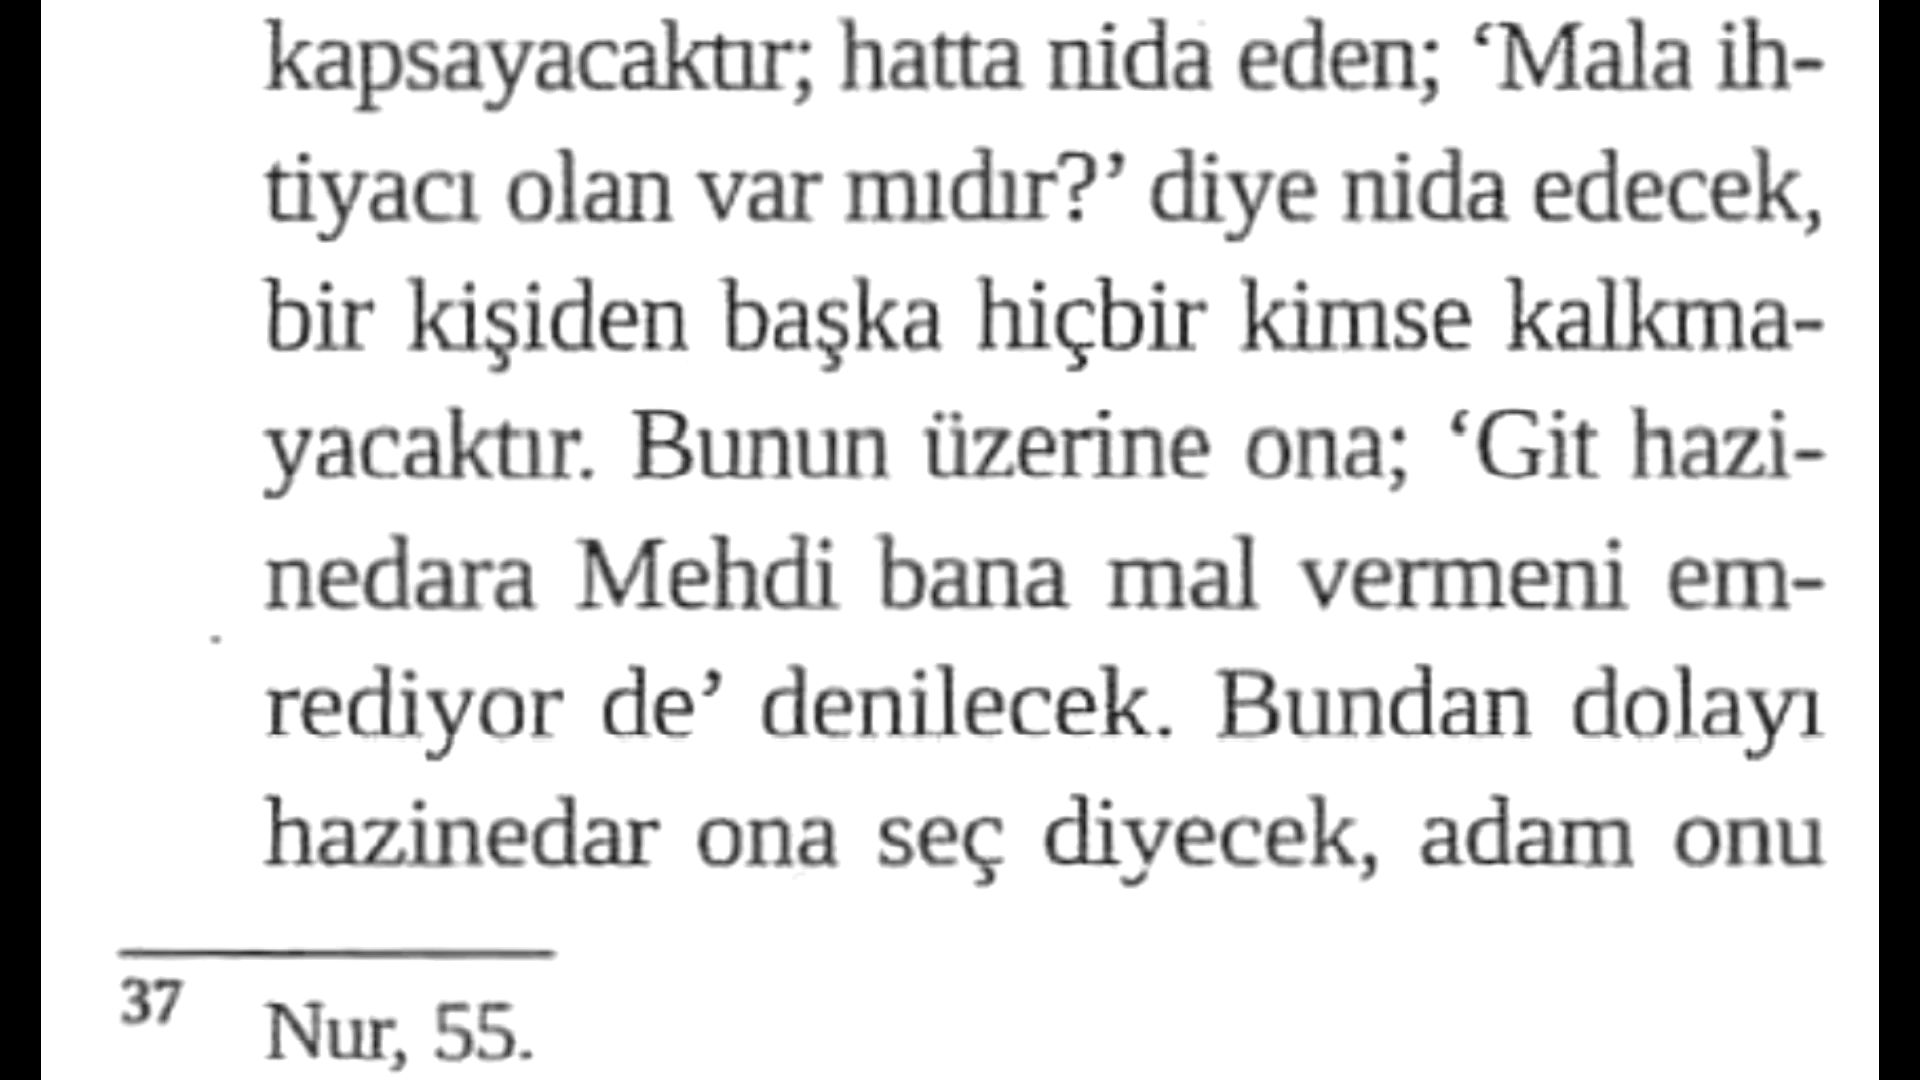 kapsayacaktır; hatta nida eden; ‘Mala ih-
tiyacı olan var mıdır?’ diye nida edecek,
bir kişiden başka hiçbir kimse kalkma-
yacaktır. Bunun üzerine ona; ‘Git hazi-
nedara Mehdi bana mal vermeni em-
rediyor de’ denilecek. Bundan dolayı
hazinedar ona seç diyecek, adam onu
37 Nur, 55.